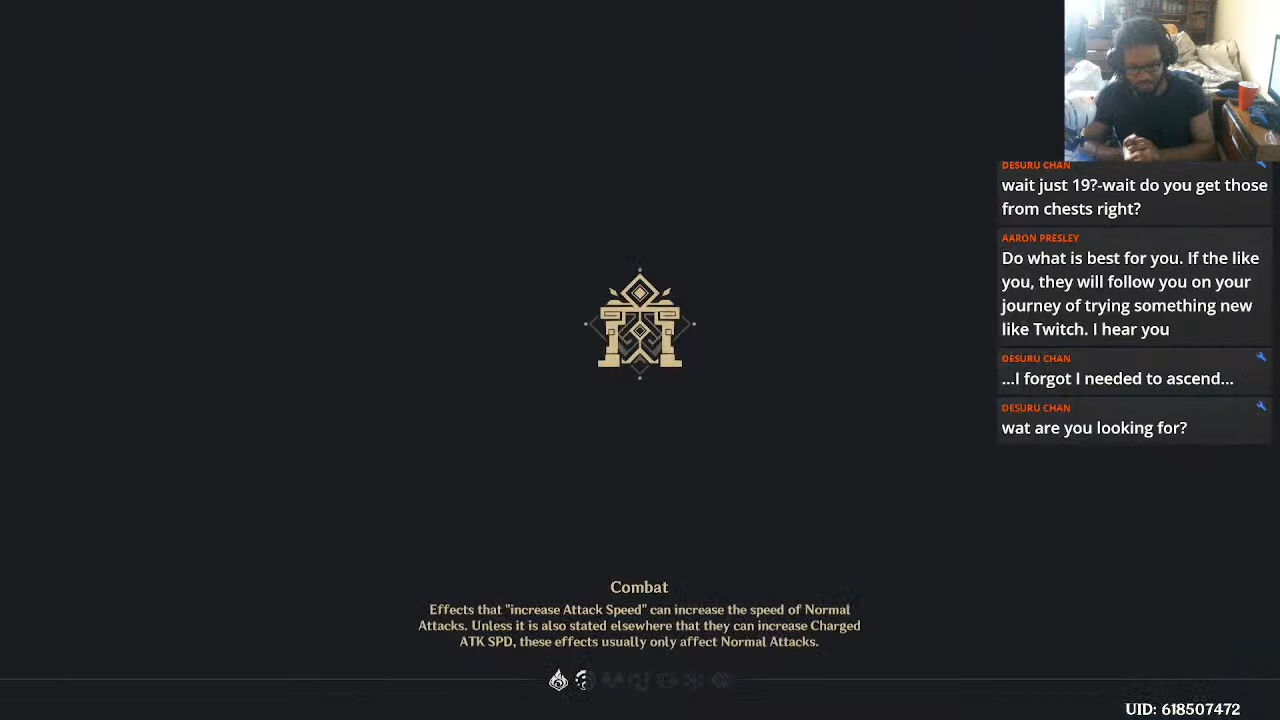 DESURU CHAN
wait just 19?-wait do you get those
from chests right?
AARON PRESLEY
Do what is best for you. If the like
you, they will follow you on your
journey of trying something new
like Twitch. I hear you
DESURU CHAN
...I forgot I needed to ascend...
DESURU CHAN
wat are you looking for?
Combat
Effects that "increase Attack Speed" can increase the speed of Normal
Attacks. Unless it is also stated elsewhere that they can increase Charged
ATK SPD, these effects usually only affect Normal Attacks.
UID: 618507472